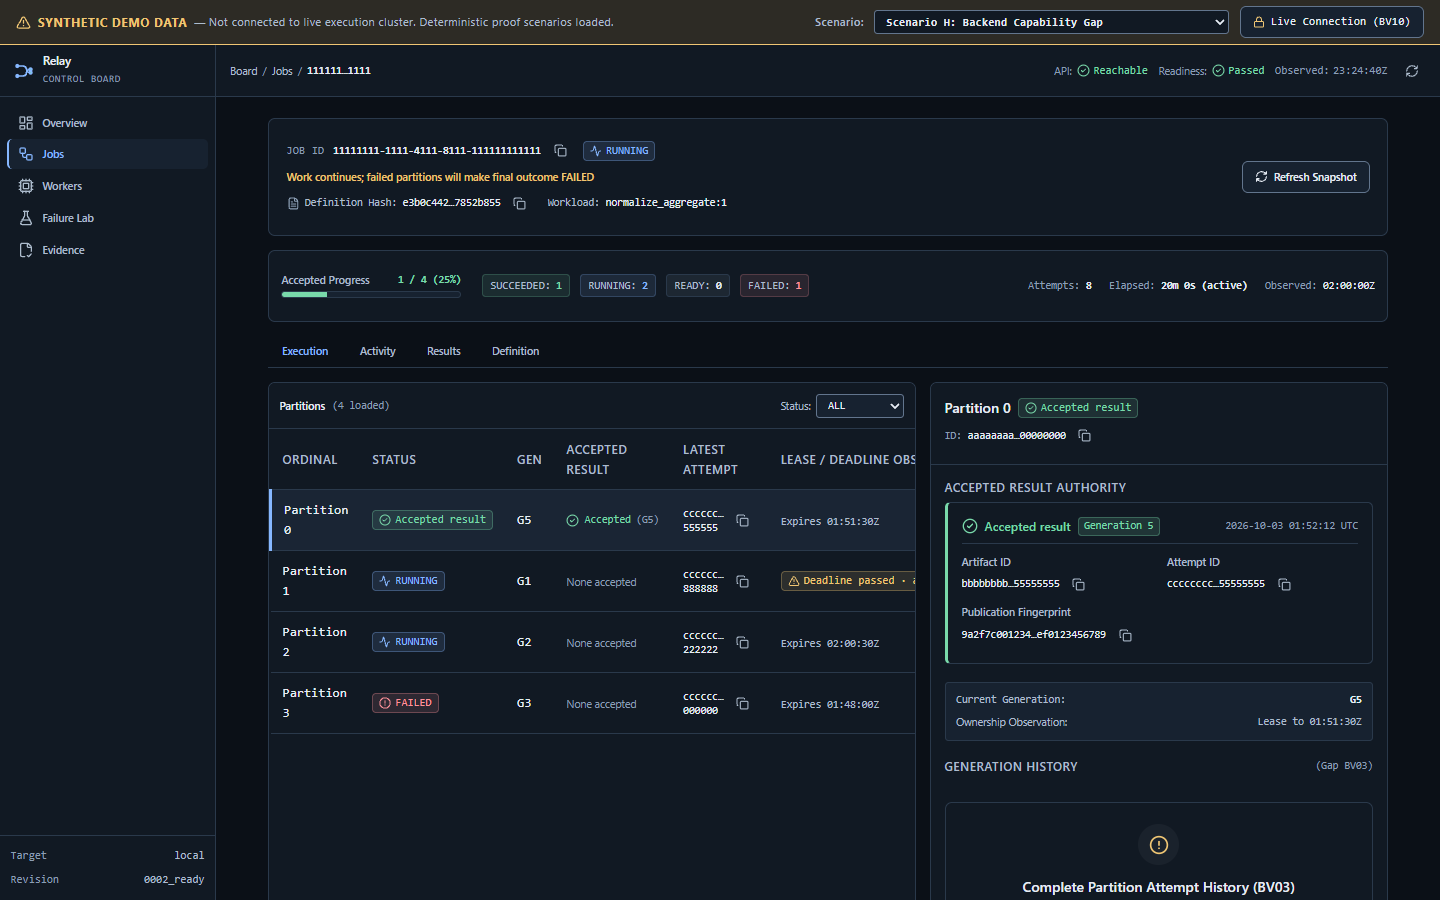 SYNTHETIC DEMO DATA — Not connected to live execution cluster. Deterministic proof scenarios loaded.
Scenario: Scenario H: Backend Capability Gap
Live Connection (BV10)
Relay
CONTROL BOARD
Board / Jobs / 111111…1111
API: Reachable Readiness: Passed Observed: 23:24:40Z
Overview
Jobs
Workers
Failure Lab
Evidence
Target local
Revision 0002_ready
JOB ID 11111111-1111-4111-8111-111111111111 RUNNING
Work continues; failed partitions will make final outcome FAILED
Definition Hash: e3b0c442…7852b855 Workload: normalize_aggregate:1
Refresh Snapshot
Accepted Progress 1 / 4 (25%)
SUCCEEDED: 1 RUNNING: 2 READY: 0 FAILED: 1
Attempts: 8 Elapsed: 20m 0s (active) Observed: 02:00:00Z
Execution Activity Results Definition
Partitions (4 loaded)
Status: ALL
ORDINAL STATUS GEN ACCEPTED RESULT LATEST ATTEMPT LEASE / DEADLINE OBS
Partition 0 Accepted result G5 Accepted (G5) cccccc…555555 Expires 01:51:30Z
Partition 1 RUNNING G1 None accepted cccccc…888888 Deadline passed · a
Partition 2 RUNNING G2 None accepted cccccc…222222 Expires 02:00:30Z
Partition 3 FAILED G3 None accepted cccccc…000000 Expires 01:48:00Z
Partition 0 Accepted result
ID: aaaaaaaa…00000000
ACCEPTED RESULT AUTHORITY
Accepted result Generation 5 2026-10-03 01:52:12 UTC
Artifact ID Attempt ID
bbbbbbbb…55555555 cccccccc…55555555
Publication Fingerprint
9a2f7c001234…ef0123456789
Current Generation: G5
Ownership Observation: Lease to 01:51:30Z
GENERATION HISTORY (Gap BV03)
Complete Partition Attempt History (BV03)